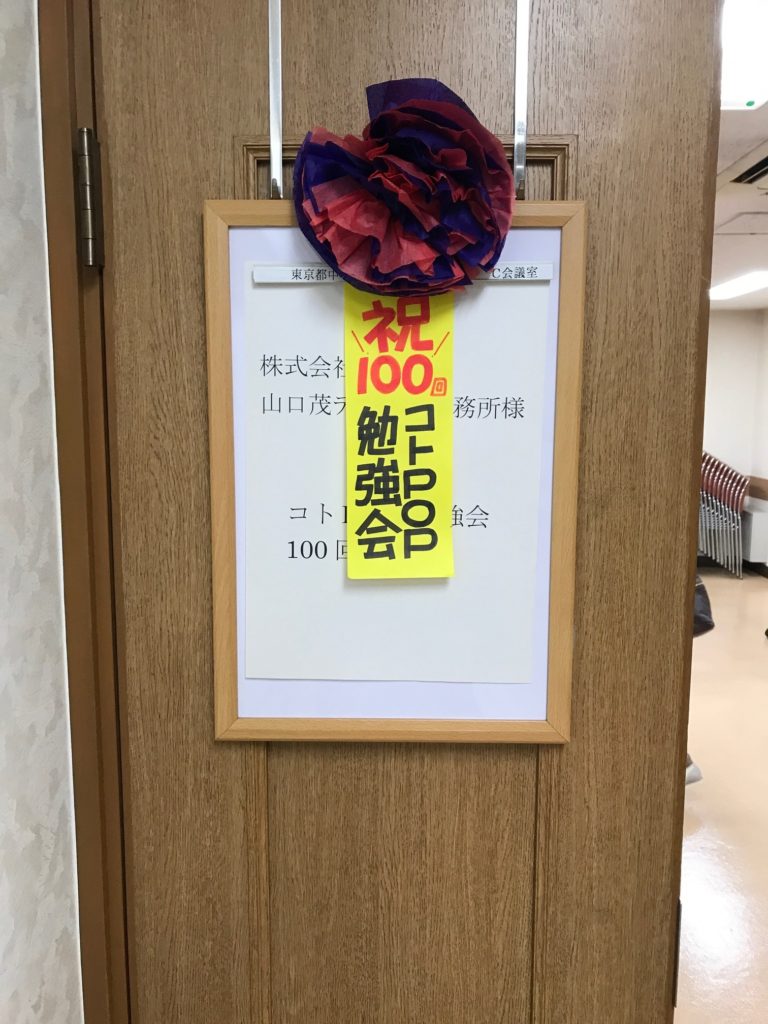 東京都中
C会議室
祝
100回
コトPOP
勉強会
株式会社
山口茂デ
務所様
コト
強会
100回